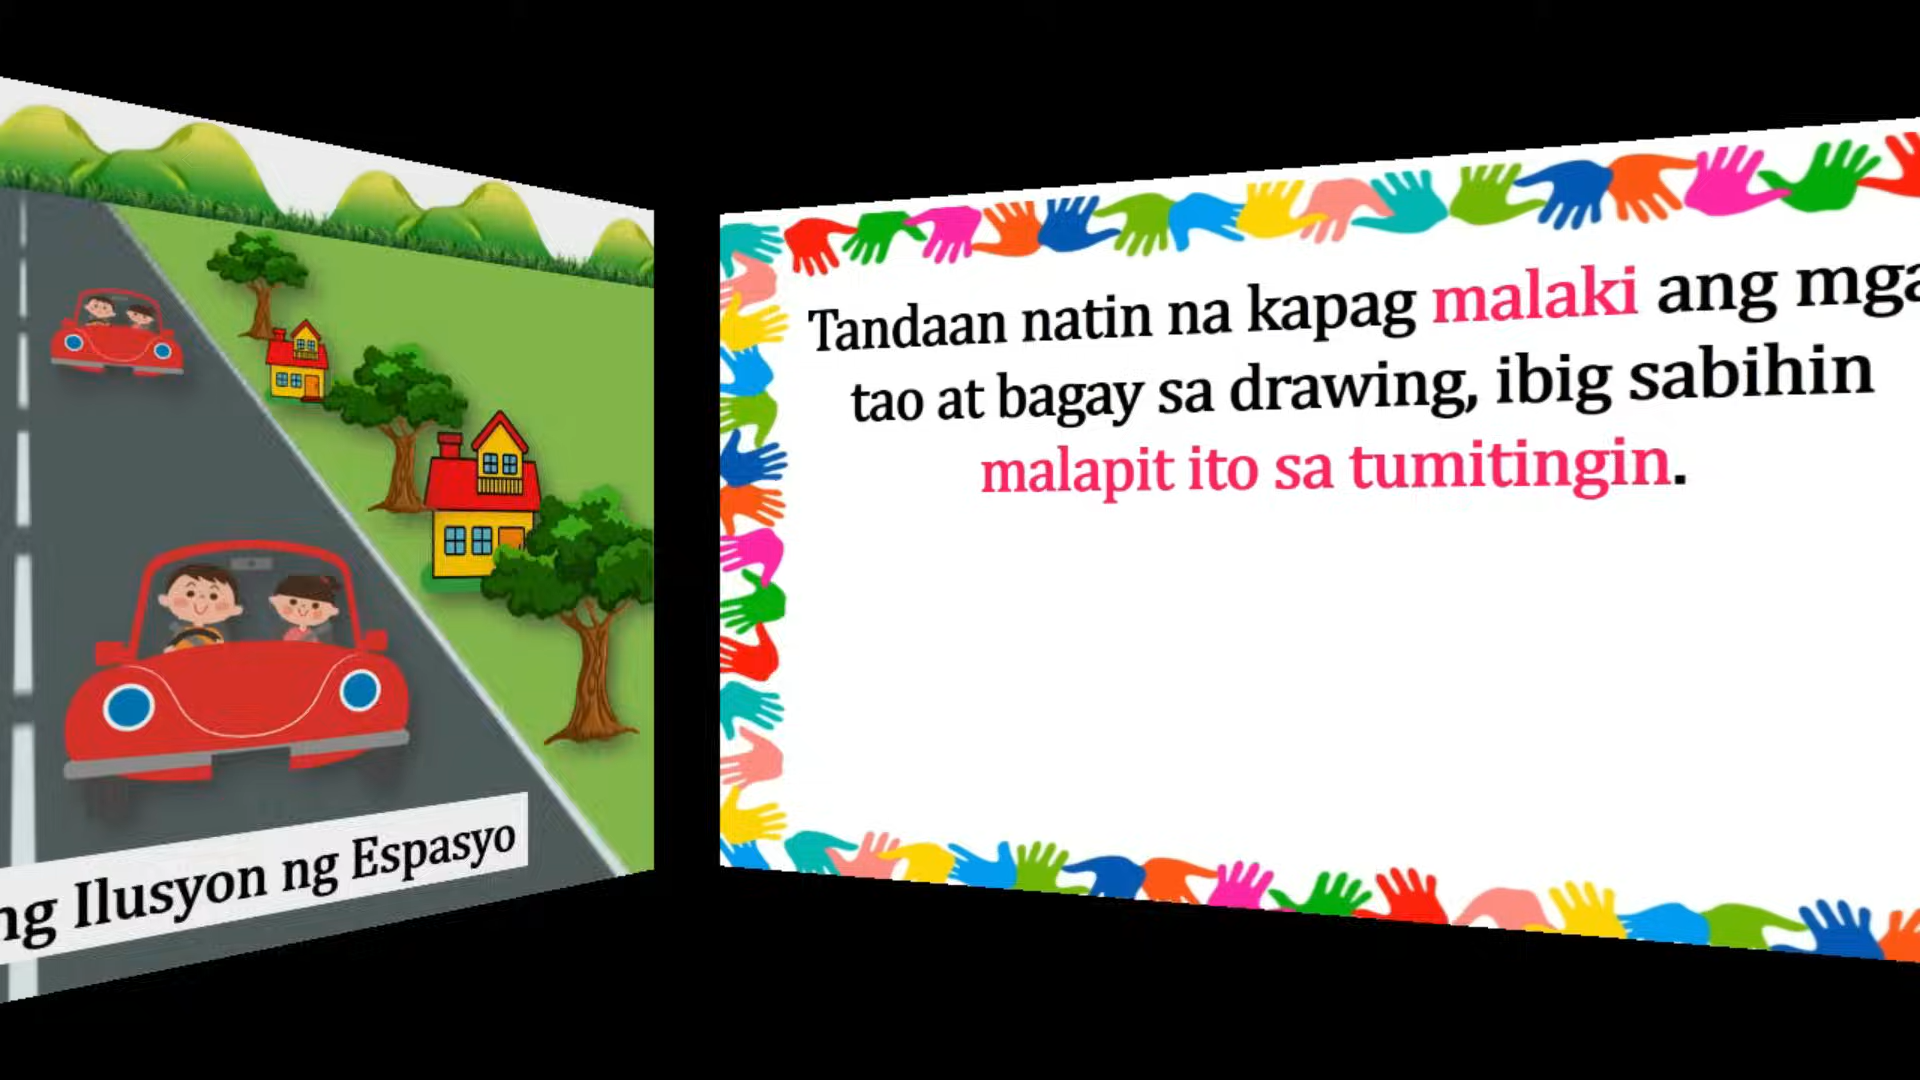 ng Ilusyon ng Espasyo
Tandaan natin na kapag malaki ang mga
tao at bagay sa drawing, ibig sabihin
malapit ito sa tumitingin.